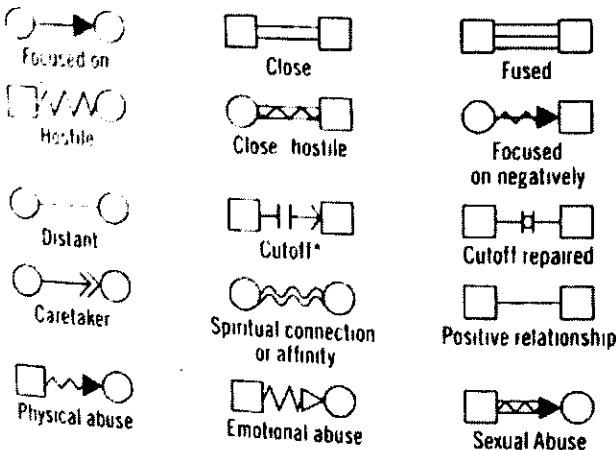 Focused on
Close
Fused
Hostile
Close hostile
Focused
on negatively
Distant
Cutoff*
Cutoff repaired
Caretaker
Spiritual connection
or affinity
Positive relationship
Physical abuse
Emotional abuse
Sexual Abuse